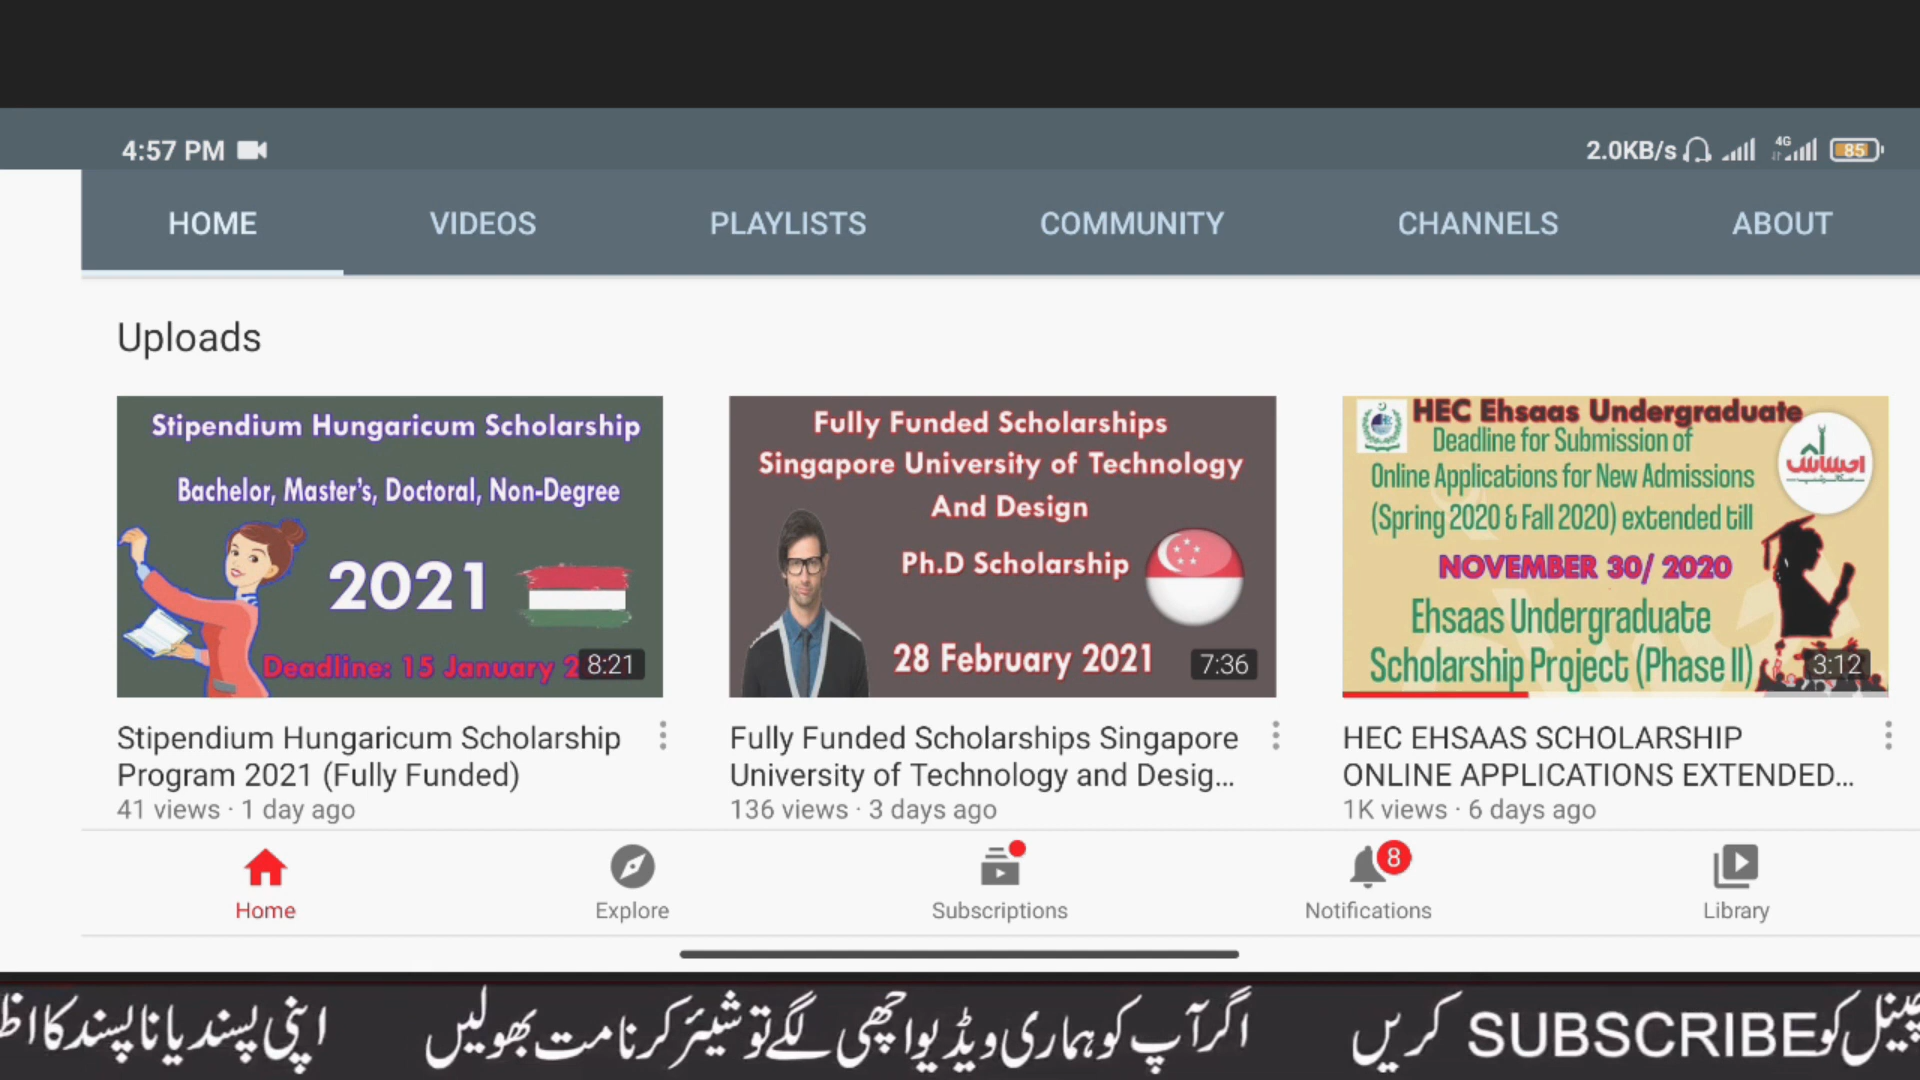 4:57 PM
2.0KB/s 4G 85
HOME VIDEOS PLAYLISTS COMMUNITY CHANNELS ABOUT
Uploads
Stipendium Hungaricum Scholarship
Bachelor, Master's, Doctoral, Non-Degree
2021
Deadline: 15 January 2
8:21
Stipendium Hungaricum Scholarship
Program 2021 (Fully Funded)
41 views · 1 day ago
Fully Funded Scholarships
Singapore University of Technology
And Design
Ph.D Scholarship
28 February 2021
7:36
Fully Funded Scholarships Singapore
University of Technology and Desig...
136 views · 3 days ago
HEC Ehsaas Undergraduate
Deadline for Submission of
Online Applications for New Admissions
(Spring 2020 & Fall 2020) extended till
NOVEMBER 30/ 2020
Ehsaas Undergraduate
Scholarship Project (Phase II)
احساس
3:12
HEC EHSAAS SCHOLARSHIP
ONLINE APPLICATIONS EXTENDED...
1K views · 6 days ago
Home Explore Subscriptions Notifications Library
8
چینل کو SUBSCRIBE کریں اگر آپ کو ہماری ویڈیو اچھی لگے تو شیئر کرنا مت بھولیں اپنی پسند یا نا پسند کا